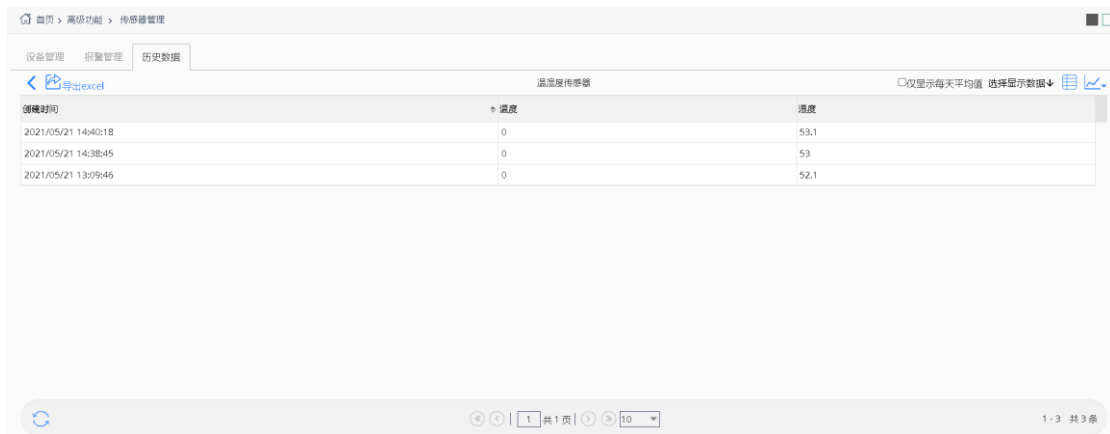 首页 > 高级功能 > 传感器管理
设备管理 报警管理 历史数据
导出excel 温湿度传感器 仅显示每天平均值 选择显示数据↓
创建时间 温度 湿度
2021/05/21 14:40:18 0 53.1
2021/05/21 14:38:45 0 53
2021/05/21 13:09:46 0 52.1
1 共1页 10 1-3 共3条